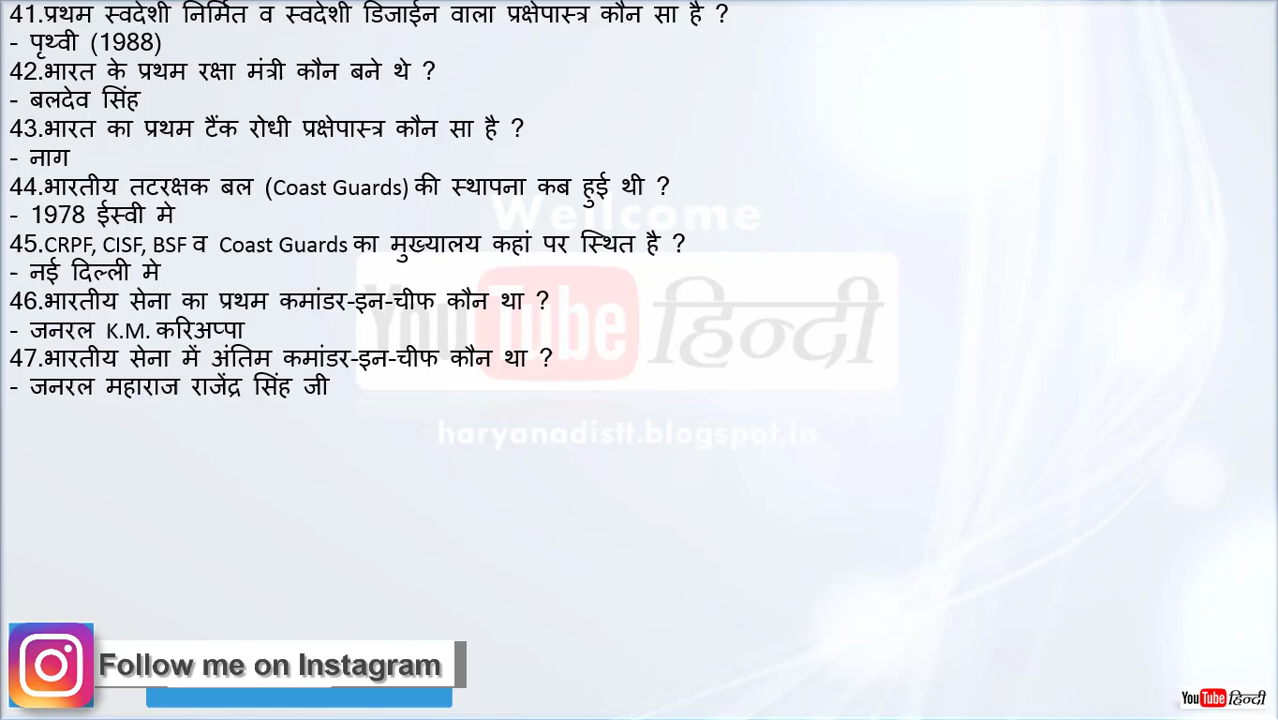 41.प्रथम स्वदेशी निर्मित व स्वदेशी डिजाईन वाला प्रक्षेपास्त्र कौन सा है ?
- पृथ्वी (1988)
42.भारत के प्रथम रक्षा मंत्री कौन बने थे ?
- बलदेव सिंह
43.भारत का प्रथम टैंक रोधी प्रक्षेपास्त्र कौन सा है ?
- नाग
44.भारतीय तटरक्षक बल (Coast Guards) की स्थापना कब हुई थी ?
- 1978 ईस्वी मे
45.CRPF, CISF, BSF व Coast Guards का मुख्यालय कहां पर स्थित है ?
- नई दिल्ली मे
46.भारतीय सेना का प्रथम कमांडर-इन-चीफ कौन था ?
- जनरल K.M. करिअप्पा
47.भारतीय सेना में अंतिम कमांडर-इन-चीफ कौन था ?
- जनरल महाराज राजेंद्र सिंह जी
Wellcome
YouTube हिन्दी
haryanadistt.blogspot.in
Follow me on Instagram
YouTube हिन्दी